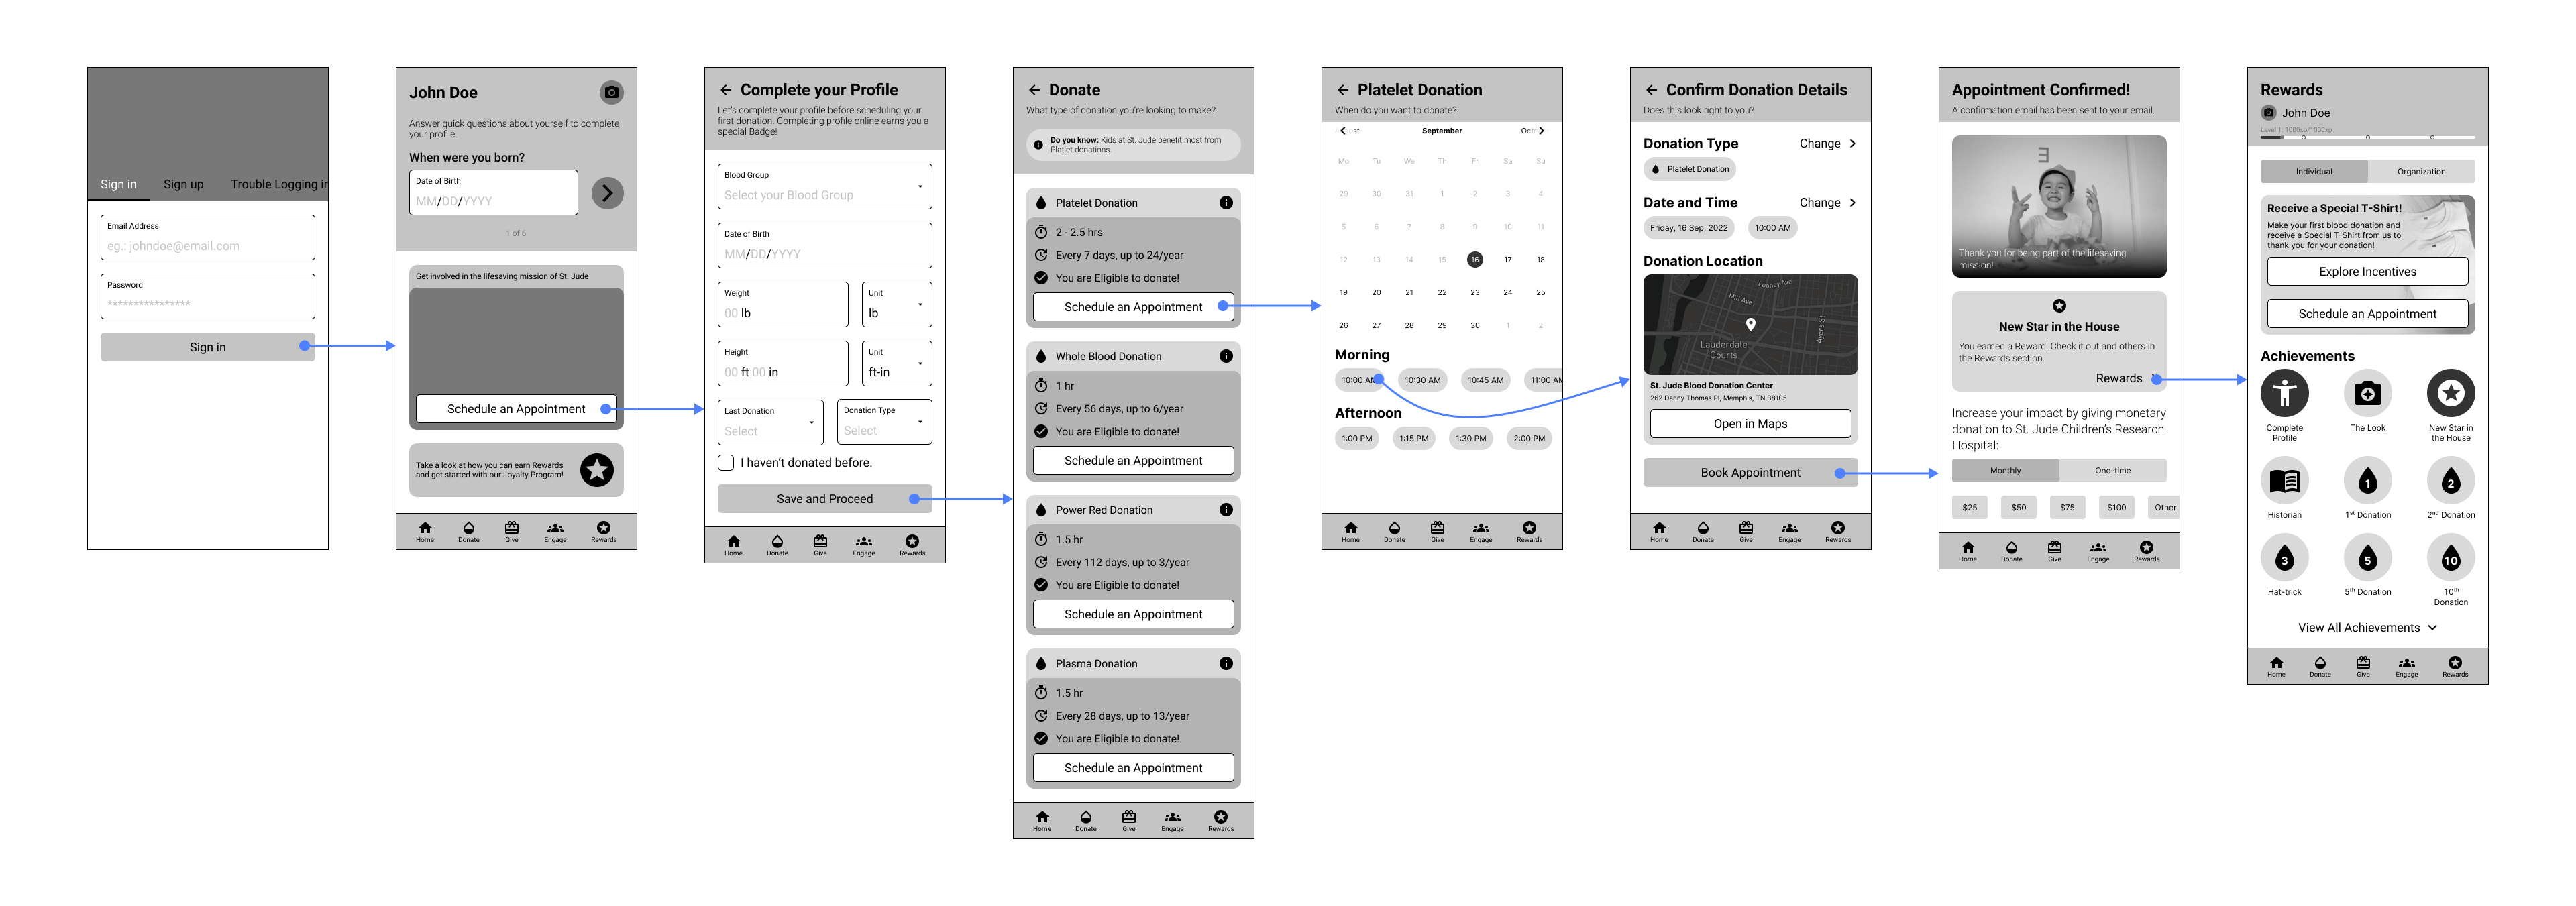 Sign in
Sign up
Trouble Logging in
Email Address
eg.: johndoe@email.com
Password
****************
Sign in
John Doe
Answer quick questions about yourself to complete
your profile.
When were you born?
Date of Birth
MM/DD/YYYY
1 of 6
Get involved in the lifesaving mission of St. Jude
Schedule an Appointment
Take a look at how you can earn Rewards
and get started with our Loyalty Program!
Home
Donate
Give
Engage
Rewards
Complete your Profile
Let's complete your profile before scheduling your
first donation. Completing profile online earns you a
special Badge!
Blood Group
Select your Blood Group
Date of Birth
MM/DD/YYYY
Weight
00 lb
Unit
lb
Height
00 ft 00 in
Unit
ft-in
Last Donation
Select
Donation Type
Select
I haven't donated before.
Save and Proceed
Home
Donate
Give
Engage
Rewards
Donate
What type of donation you're looking to make?
Do you know: Kids at St. Jude benefit most from
Platlet donations.
Platelet Donation
2 - 2.5 hrs
Every 7 days, up to 24/year
You are Eligible to donate!
Schedule an Appointment
Whole Blood Donation
1 hr
Every 56 days, up to 6/year
You are Eligible to donate!
Schedule an Appointment
Power Red Donation
1.5 hr
Every 112 days, up to 3/year
You are Eligible to donate!
Schedule an Appointment
Plasma Donation
1.5 hr
Every 28 days, up to 13/year
You are Eligible to donate!
Schedule an Appointment
Home
Donate
Give
Engage
Rewards
Platelet Donation
When do you want to donate?
ust
September
Oct
Mo Tu We Th Fr Sa Su
29 30 31 1 2 3 4
5 6 7 8 9 10 11
12 13 14 15 16 17 18
19 20 21 22 23 24 25
26 27 28 29 30 1 2
Morning
10:00 AM
10:30 AM
10:45 AM
11:00 AM
Afternoon
1:00 PM
1:15 PM
1:30 PM
2:00 PM
Home
Donate
Give
Engage
Rewards
Confirm Donation Details
Does this look right to you?
Donation Type
Change
Platelet Donation
Date and Time
Change
Friday, 16 Sep, 2022
10:00 AM
Donation Location
Looney Ave
Mill Ave
Ayers St
Lauderdale
Courts
St. Jude Blood Donation Center
262 Danny Thomas Pl, Memphis, TN 38105
Open in Maps
Book Appointment
Home
Donate
Give
Engage
Rewards
Appointment Confirmed!
A confirmation email has been sent to your email.
Thank you for being part of the lifesaving
mission!
New Star in the House
You earned a Reward! Check it out and others in
the Rewards section.
Rewards
Increase your impact by giving monetary
donation to St. Jude Children's Research
Hospital:
Monthly
One-time
$25
$50
$75
$100
Other
Home
Donate
Give
Engage
Rewards
Rewards
John Doe
Level 1: 1000xp/1000xp
Individual
Organization
Receive a Special T-Shirt!
Make your first blood donation and
receive a Special T-Shirt from us to
thank you for your donation!
Explore Incentives
Schedule an Appointment
Achievements
Complete
Profile
The Look
New Star in
the House
Historian
1
1st Donation
2
2nd Donation
3
Hat-trick
5
5th Donation
10
10th
Donation
View All Achievements
Home
Donate
Give
Engage
Rewards